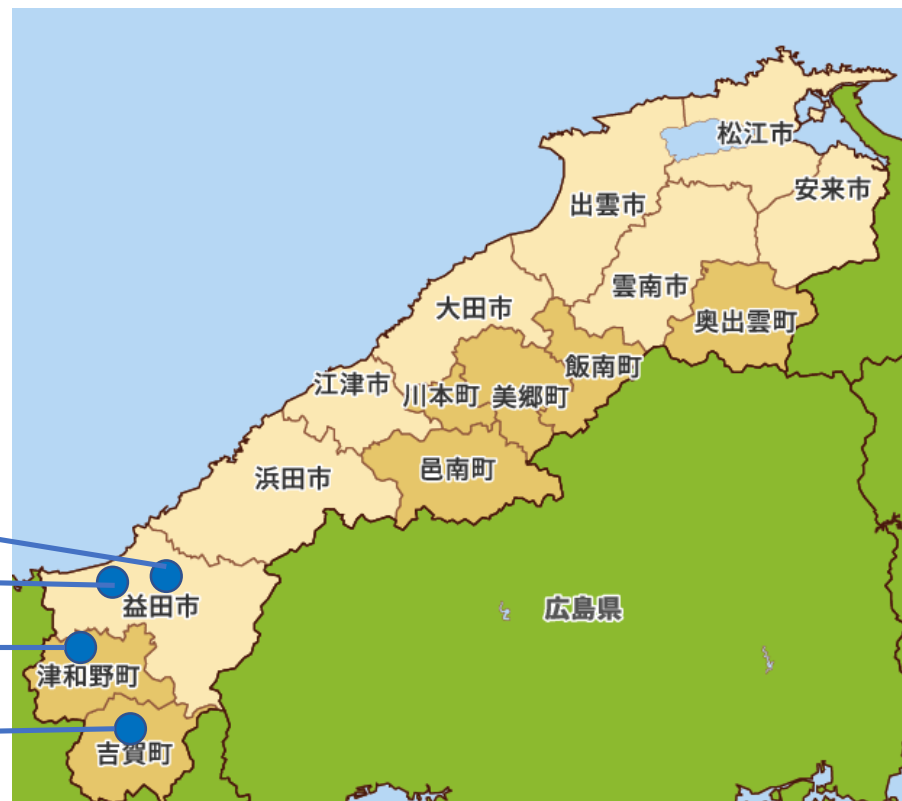 松江市
安来市
出雲市
雲南市
大田市
奥出雲町
飯南町
江津市
川本町
美郷町
邑南町
浜田市
益田市
広島県
津和野町
吉賀町